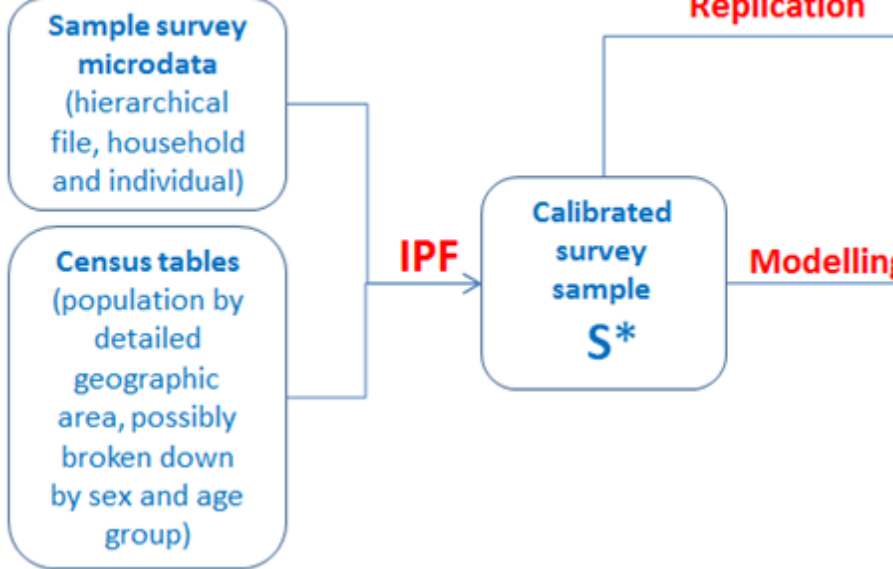 Replication
Sample survey
microdata
(hierarchical
file, household
and individual)
Census tables
(population by
detailed
geographic
area, possibly
broken down
by sex and age
group)
IPF
Calibrated
survey
sample
S*
Modelling